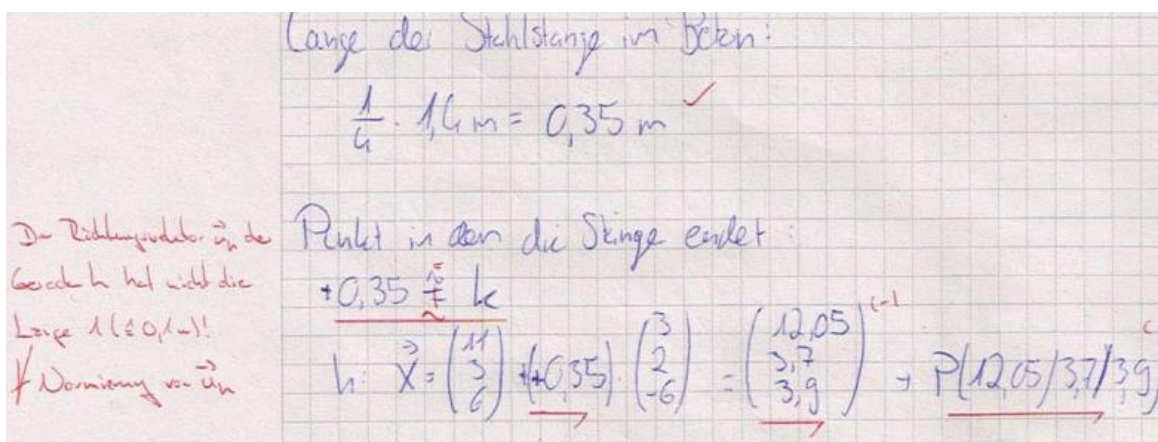 Länge der Stahlstange im Beton:
1/4 · 1,4 m = 0,35 m ✓
Punkt in den die Stange endet:
+0,35 ≙ k
h: x⃗ = (11 3 6) + (+0,35) · (3 2 -6) = (12,05 3,7 3,9) → P(12,05/3,7/3,9)
(-1
Der Richtungsvektor u⃗ₕ der
Geraden h hat nicht die
Länge 1 (≙ 0,1m)!
Normierung von u⃗ₕ